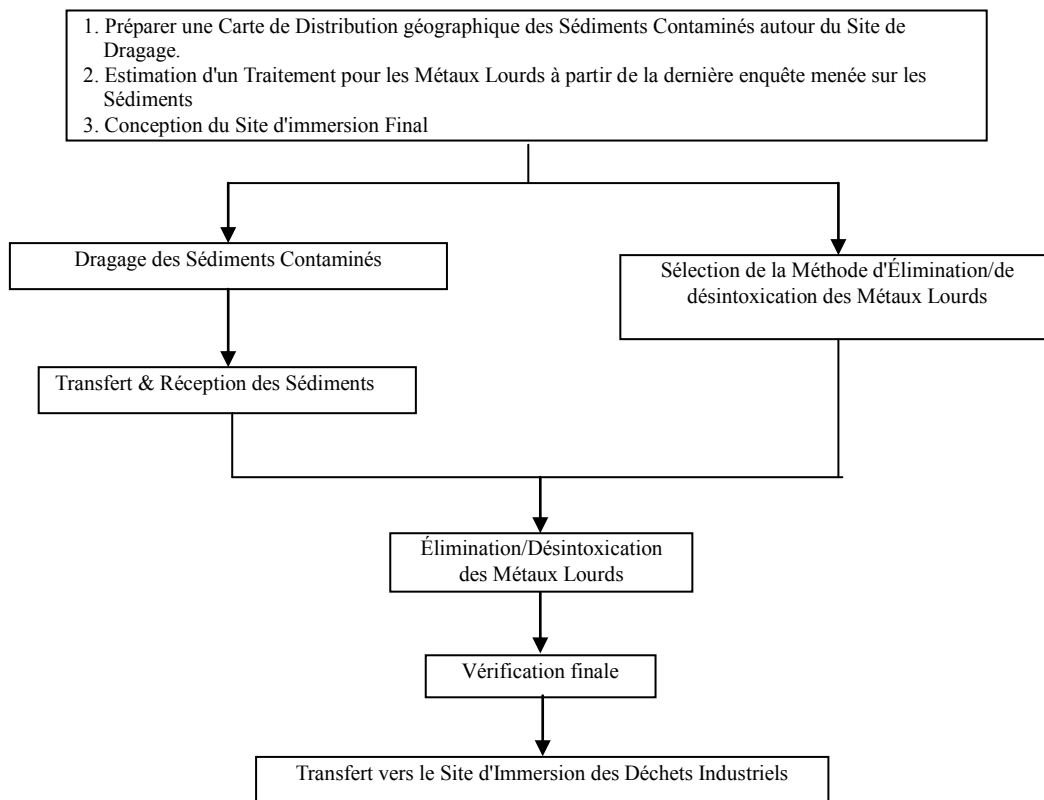 1. Préparer une Carte de Distribution géographique des Sédiments Contaminés autour du Site de
Dragage.
2. Estimation d'un Traitement pour les Métaux Lourds à partir de la dernière enquête menée sur les
Sédiments
3. Conception du Site d'immersion Final
Dragage des Sédiments Contaminés
Sélection de la Méthode d'Élimination/de
désintoxication des Métaux Lourds
Transfert & Réception des Sédiments
Élimination/Désintoxication
des Métaux Lourds
Vérification finale
Transfert vers le Site d'Immersion des Déchets Industriels